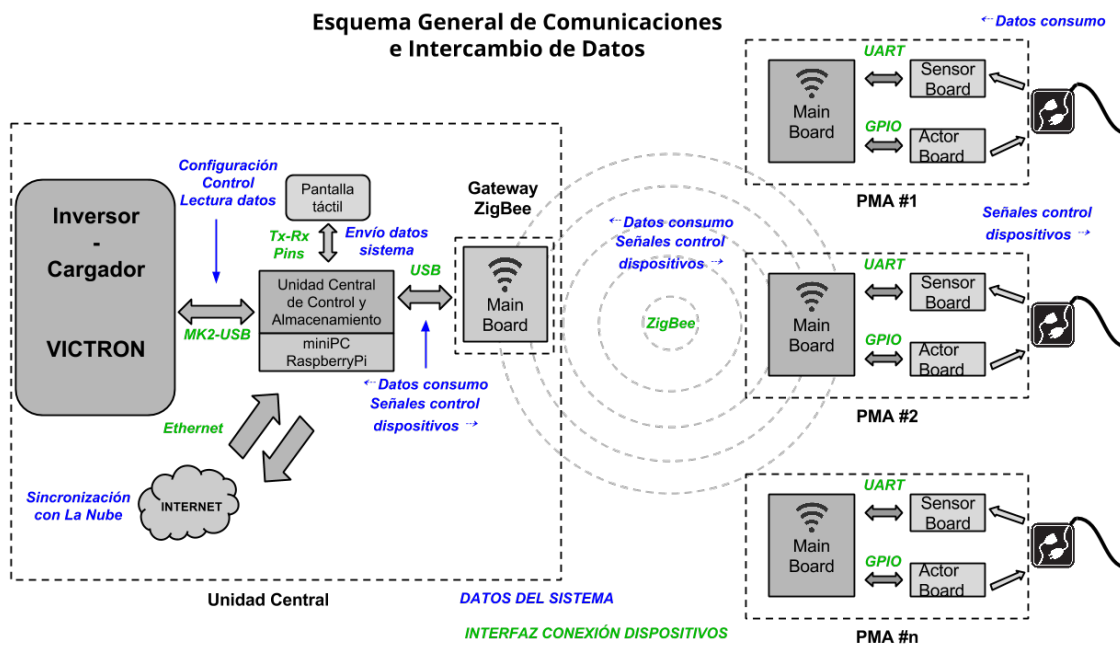 Esquema General de Comunicaciones
e Intercambio de Datos
Inversor
-
Cargador
VICTRON
Configuración
Control
Lectura datos
MK2-USB
Pantalla
táctil
Tx-Rx
Pins
Envío datos
sistema
Unidad Central
de Control y
Almacenamiento
miniPC
RaspberryPi
USB
Gateway
ZigBee
Main
Board
⇠ Datos consumo
Señales control
dispositivos ⇢
Ethernet
INTERNET
Sincronización
con La Nube
Unidad Central
⇠ Datos consumo
Señales control
dispositivos ⇢
ZigBee
⇠ Datos consumo
UART
Main
Board
Sensor
Board
GPIO
Actor
Board
PMA #1
Señales control
dispositivos ⇢
UART
Main
Board
Sensor
Board
GPIO
Actor
Board
PMA #2
UART
Main
Board
Sensor
Board
GPIO
Actor
Board
PMA #n
DATOS DEL SISTEMA
INTERFAZ CONEXIÓN DISPOSITIVOS